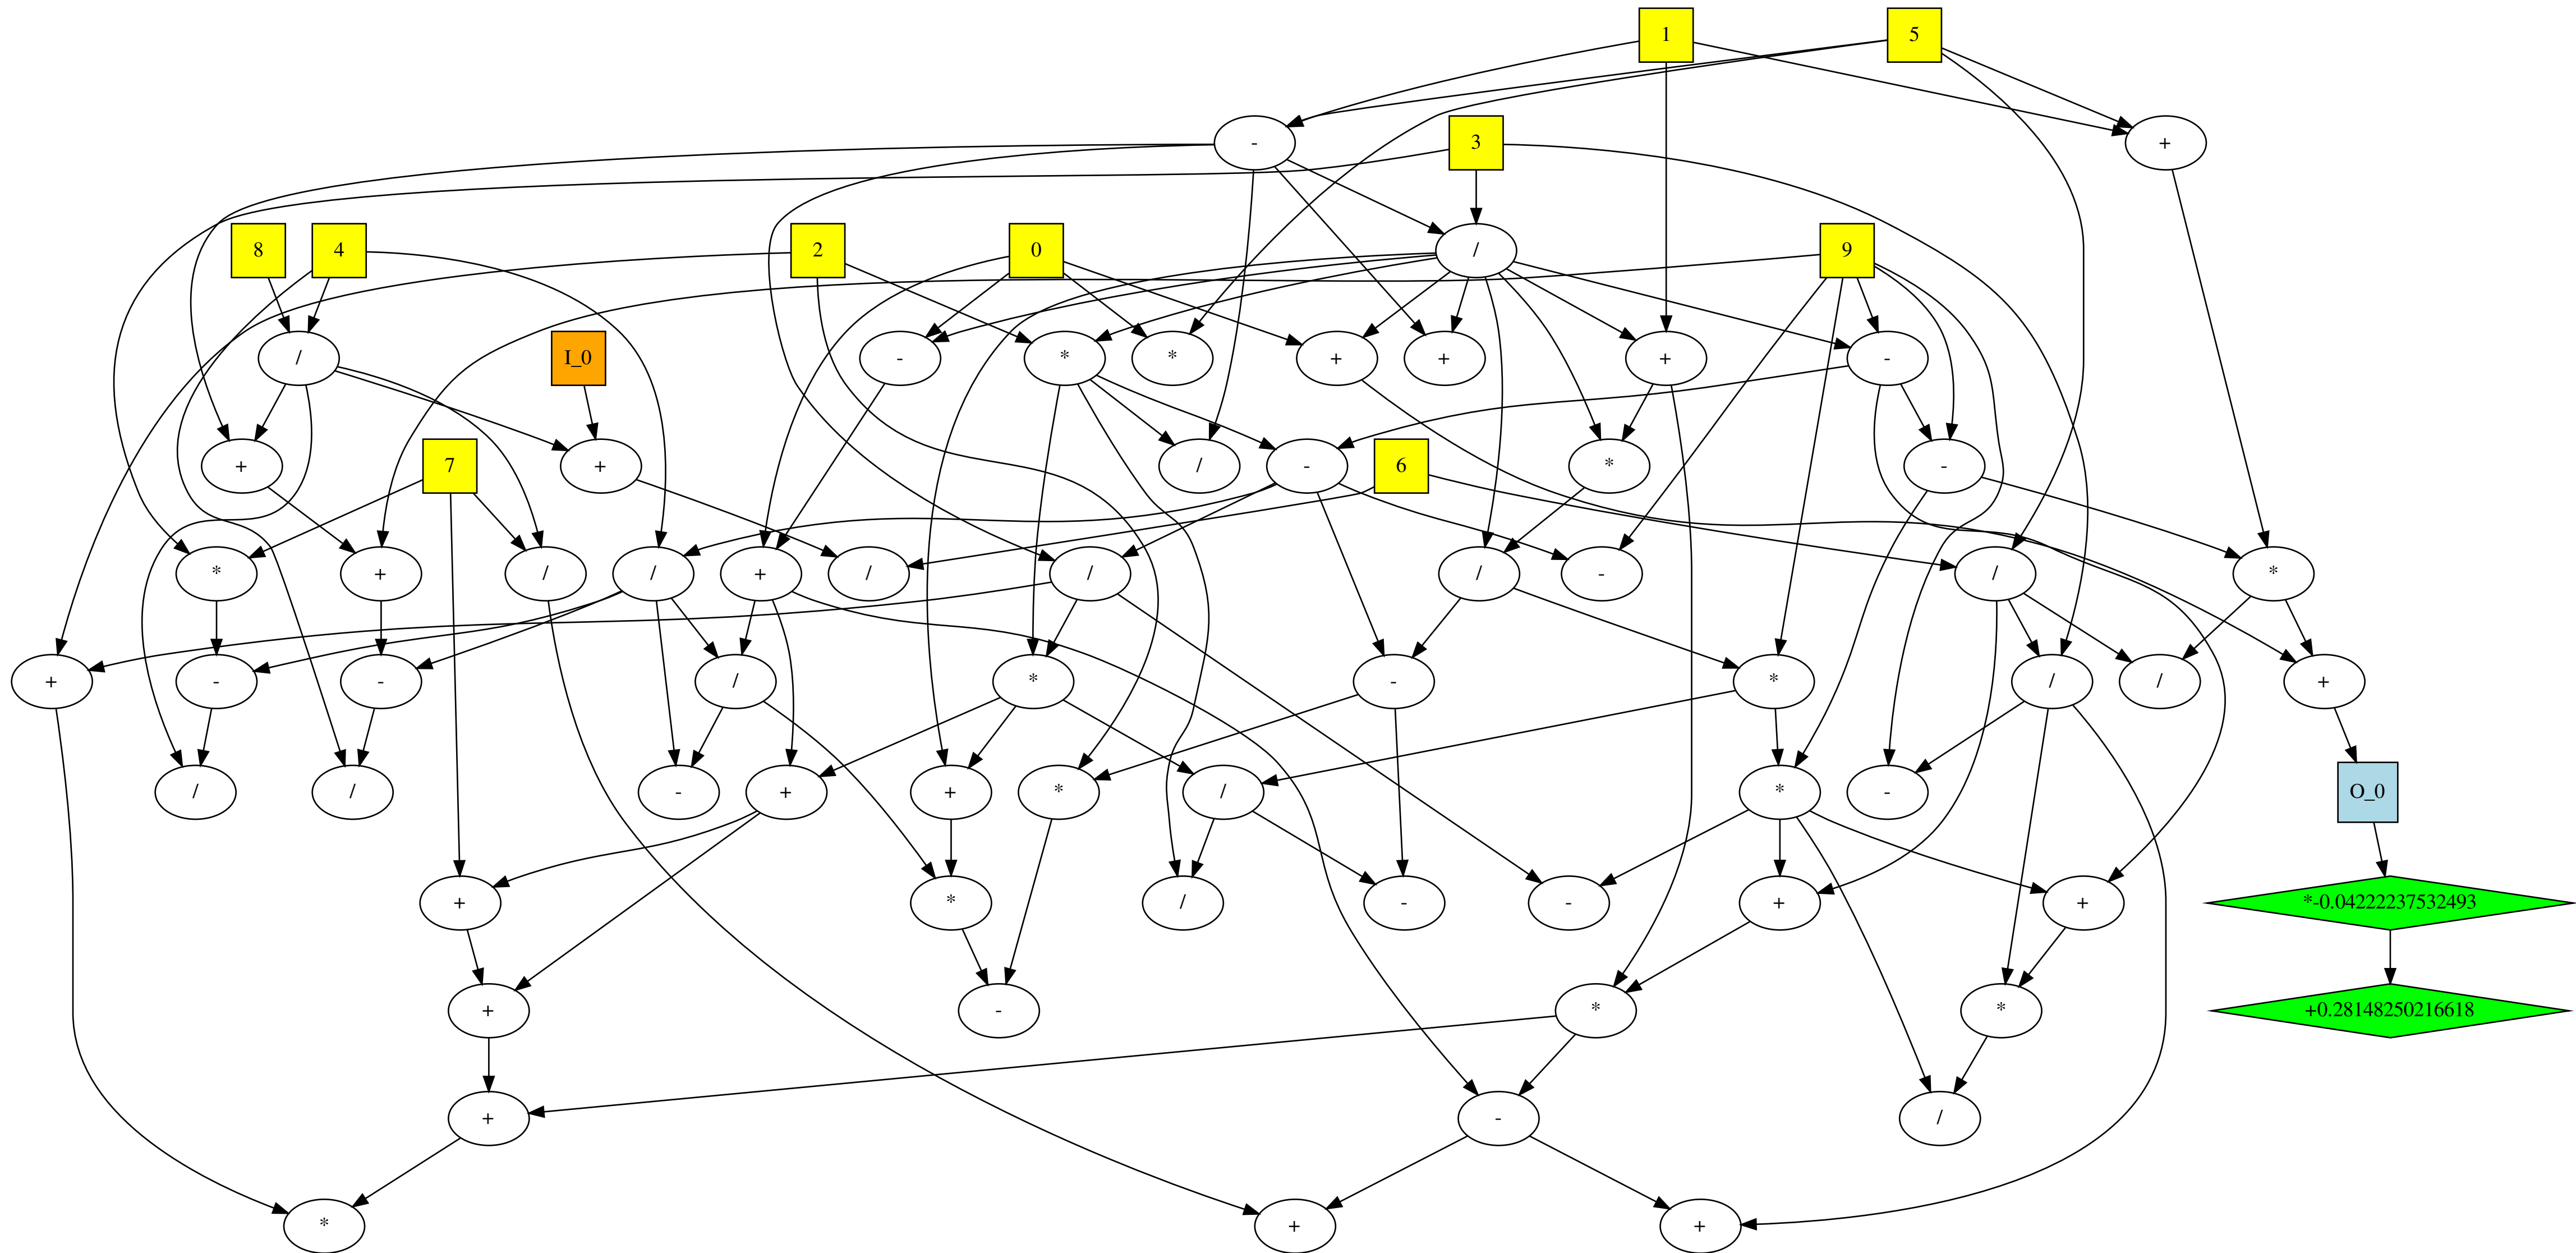 1 5
- 3 +
8 4 2 0 / 9
/ I_0 - * * + + + -
+ 7 + / - 6 * -
* + / / + / / / - / *
+ - - / * - * / / +
/ / - + + * / * - O_0
+ * / - - + + *-0.04222237532493
+ - * * +0.28148250216618
+ - /
* + +